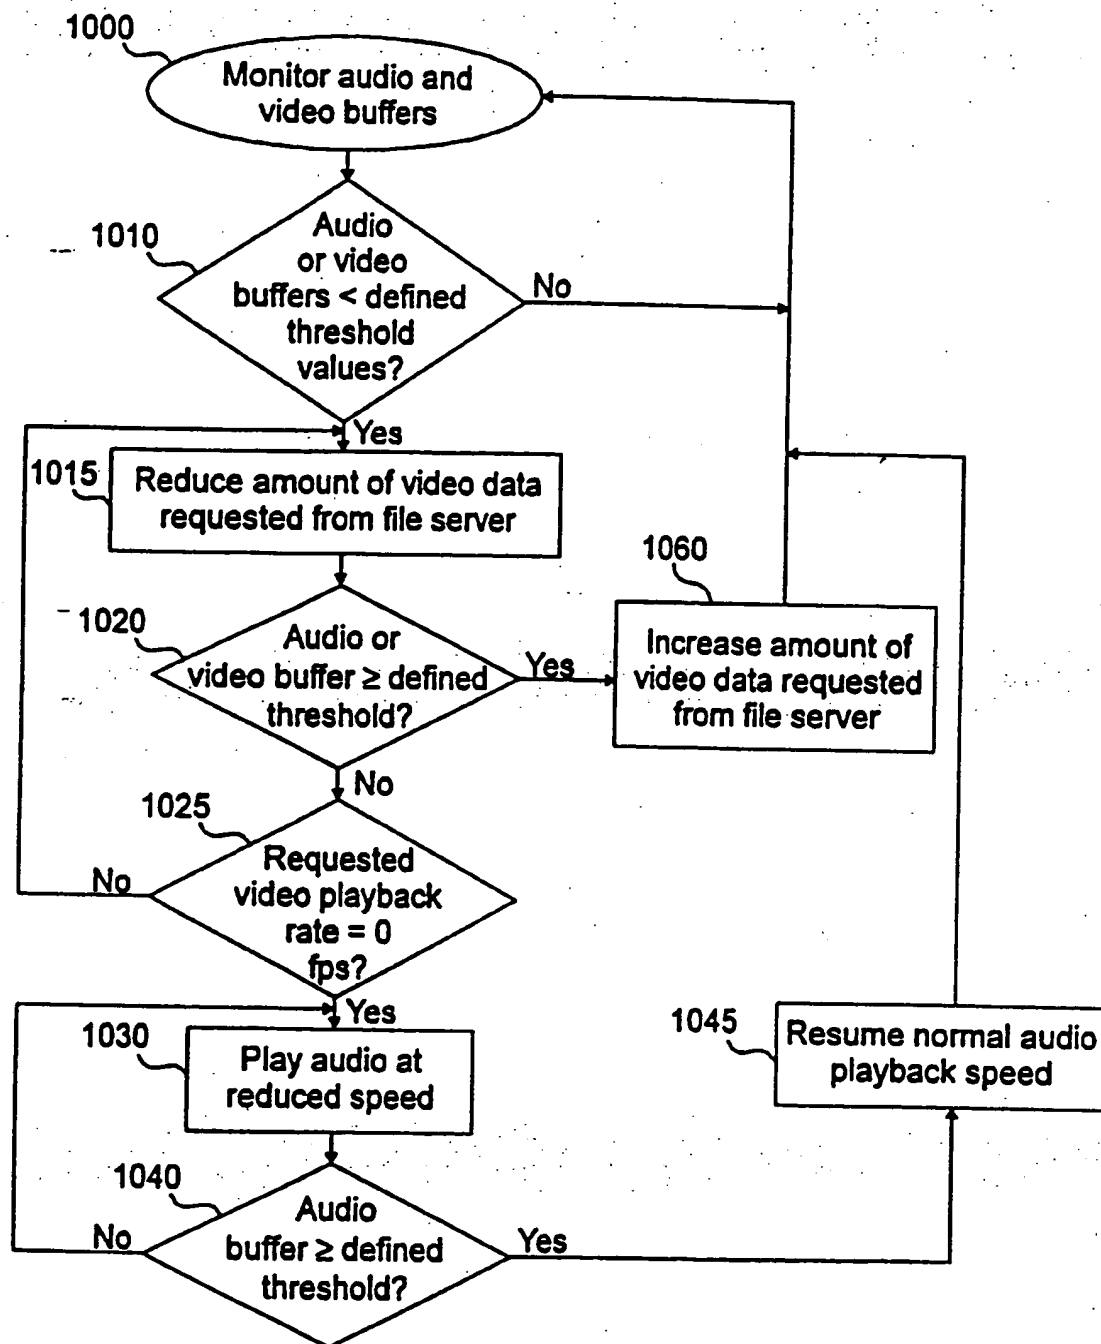 1000
Monitor audio and
video buffers
1010
Audio
or video
buffers < defined
threshold
values?
No
Yes
1015
Reduce amount of video data
requested from file server
1020
Audio or
video buffer ≥ defined
threshold?
Yes
1060
Increase amount of
video data requested
from file server
No
1025
Requested
video playback
rate = 0
fps?
No
Yes
1030
Play audio at
reduced speed
1045
Resume normal audio
playback speed
1040
Audio
buffer ≥ defined
threshold?
No
Yes